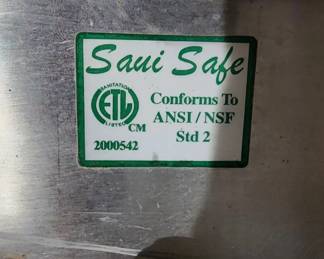 Saui Safe
SANITATION
ETL
LISTED
CM
2000542
Conforms To
ANSI / NSF
Std 2